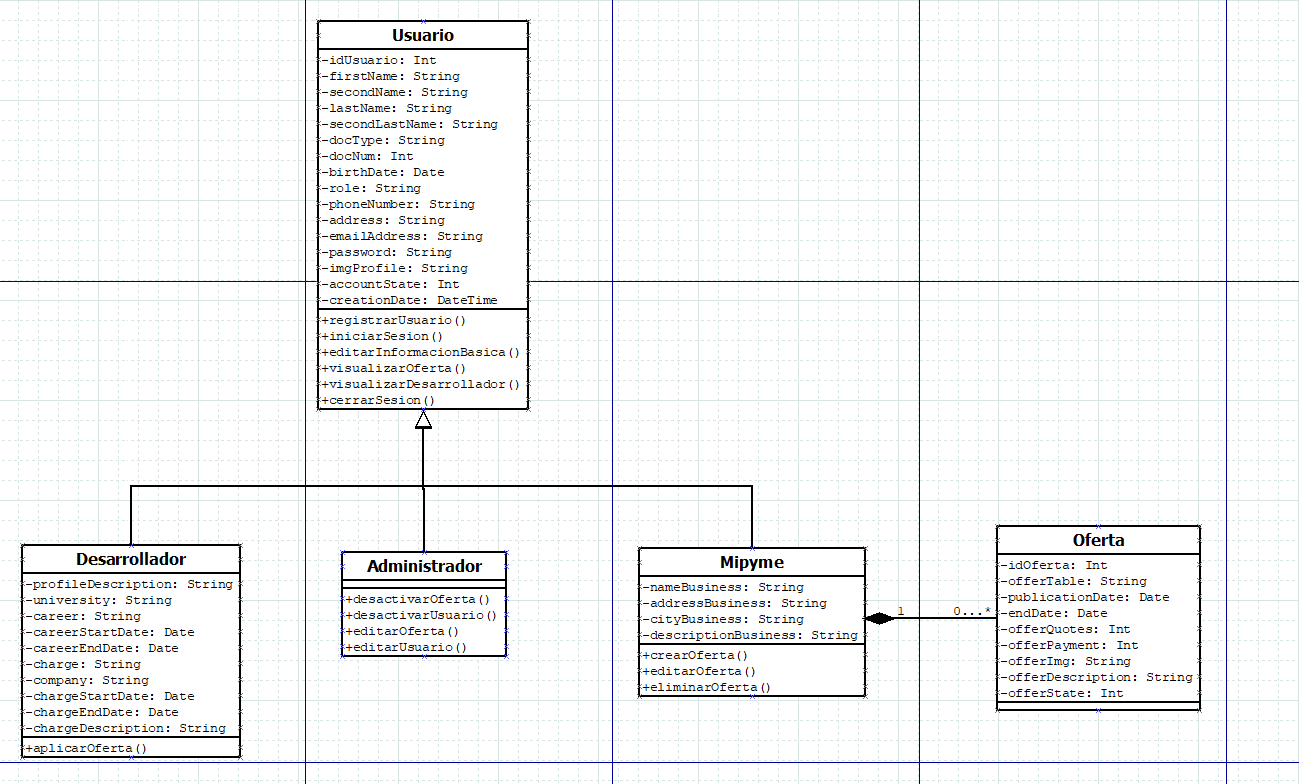 Usuario
-idUsuario: Int
-firstName: String
-secondName: String
-lastName: String
-secondLastName: String
-docType: String
-docNum: Int
-birthDate: Date
-role: String
-phoneNumber: String
-address: String
-emailAddress: String
-password: String
-imgProfile: String
-accountState: Int
-creationDate: DateTime
+registrarUsuario()
+iniciarSesion()
+editarInformacionBasica()
+visualizarOferta()
+visualizarDesarrollador()
+cerrarSesion()
Desarrollador
-profileDescription: String
-university: String
-career: String
-careerStartDate: Date
-careerEndDate: Date
-charge: String
-company: String
-chargeStartDate: Date
-chargeEndDate: Date
-chargeDescription: String
+aplicarOferta()
Administrador
+desactivarOferta()
+desactivarUsuario()
+editarOferta()
+editarUsuario()
Mipyme
-nameBusiness: String
-addressBusiness: String
-cityBusiness: String
-descriptionBusiness: String
+crearOferta()
+editarOferta()
+eliminarOferta()
1
0...*
Oferta
-idOferta: Int
-offerTable: String
-publicationDate: Date
-endDate: Date
-offerQuotes: Int
-offerPayment: Int
-offerImg: String
-offerDescription: String
-offerState: Int